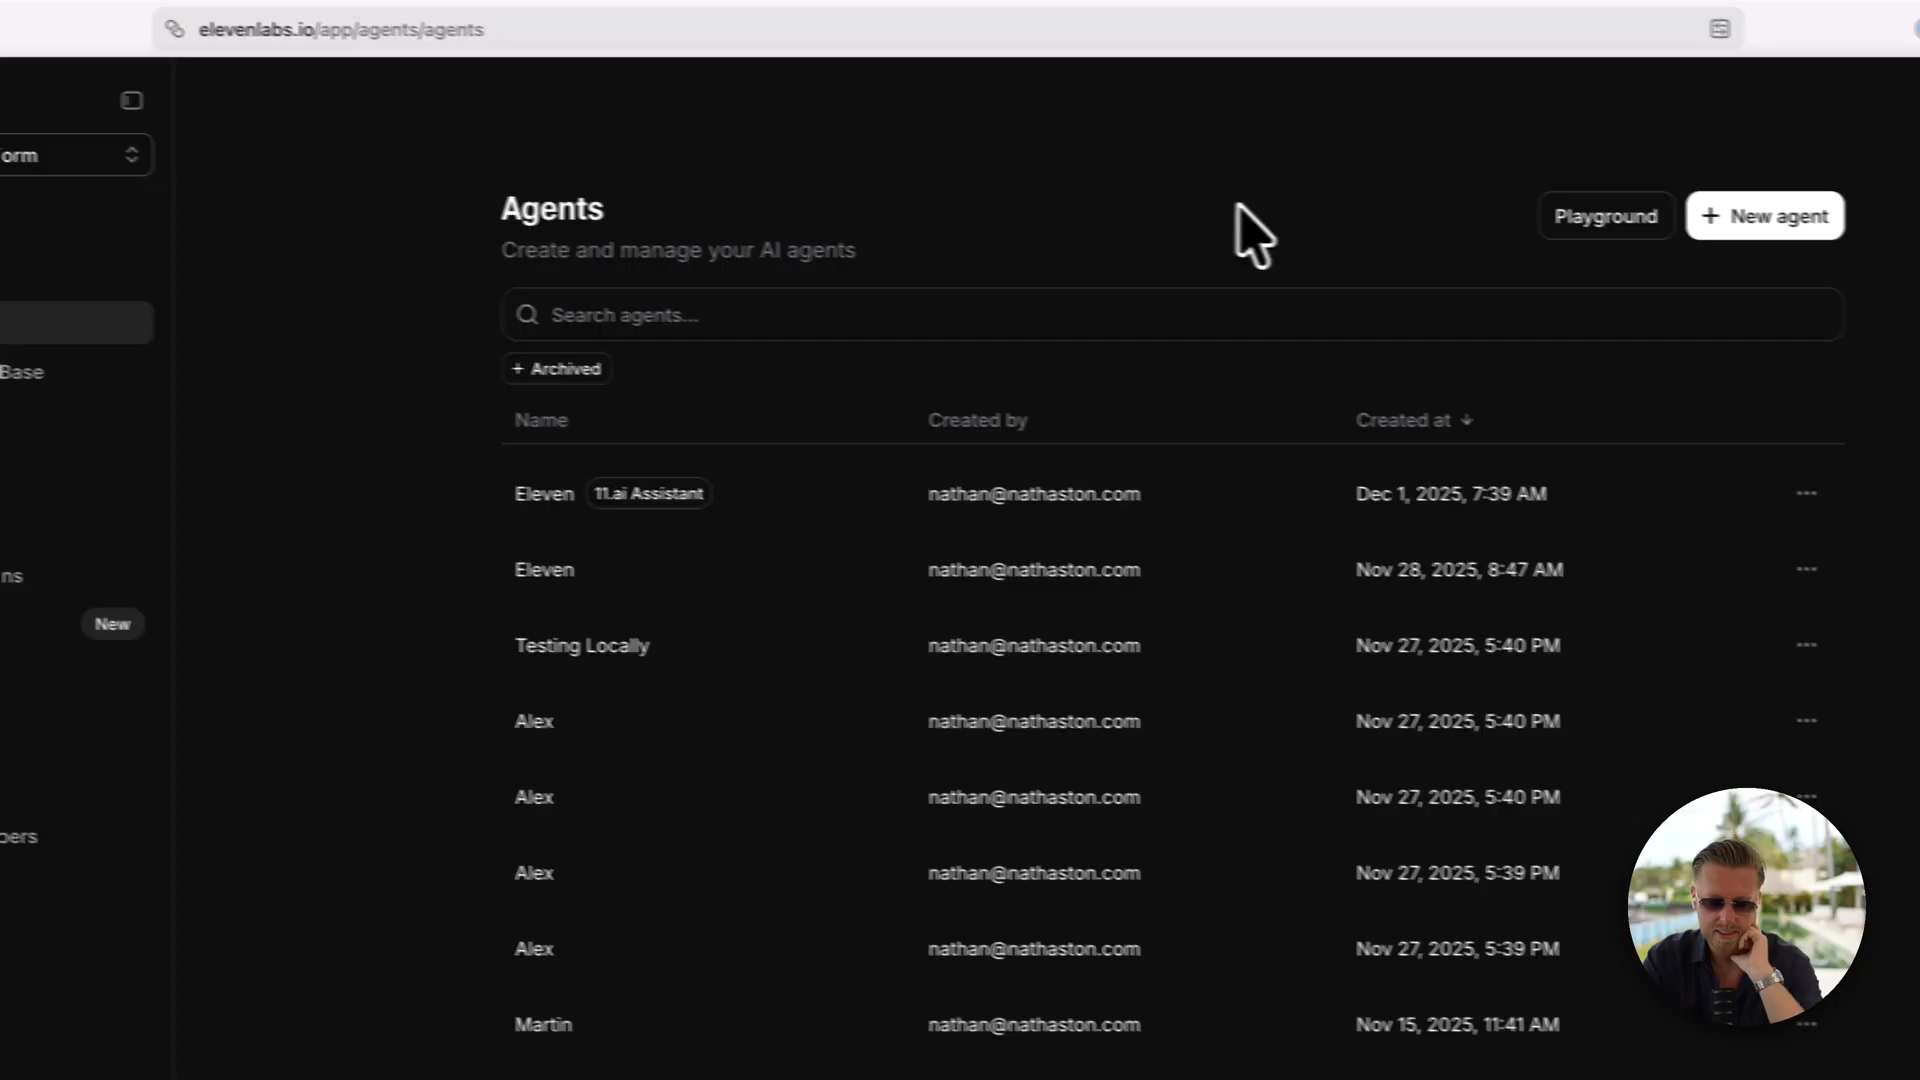 elevenlabs.io/app/agents/agents
orm
Agents
Playground
+ New agent
Create and manage your AI agents
Search agents...
+ Archived
Base
Name Created by Created at
Eleven 11.ai Assistant nathan@nathaston.com Dec 1, 2025, 7:39 AM
Eleven nathan@nathaston.com Nov 28, 2025, 8:47 AM
ns
New
Testing Locally nathan@nathaston.com Nov 27, 2025, 5:40 PM
Alex nathan@nathaston.com Nov 27, 2025, 5:40 PM
Alex nathan@nathaston.com Nov 27, 2025, 5:40 PM
bers
Alex nathan@nathaston.com Nov 27, 2025, 5:39 PM
Alex nathan@nathaston.com Nov 27, 2025, 5:39 PM
Martin nathan@nathaston.com Nov 15, 2025, 11:41 AM